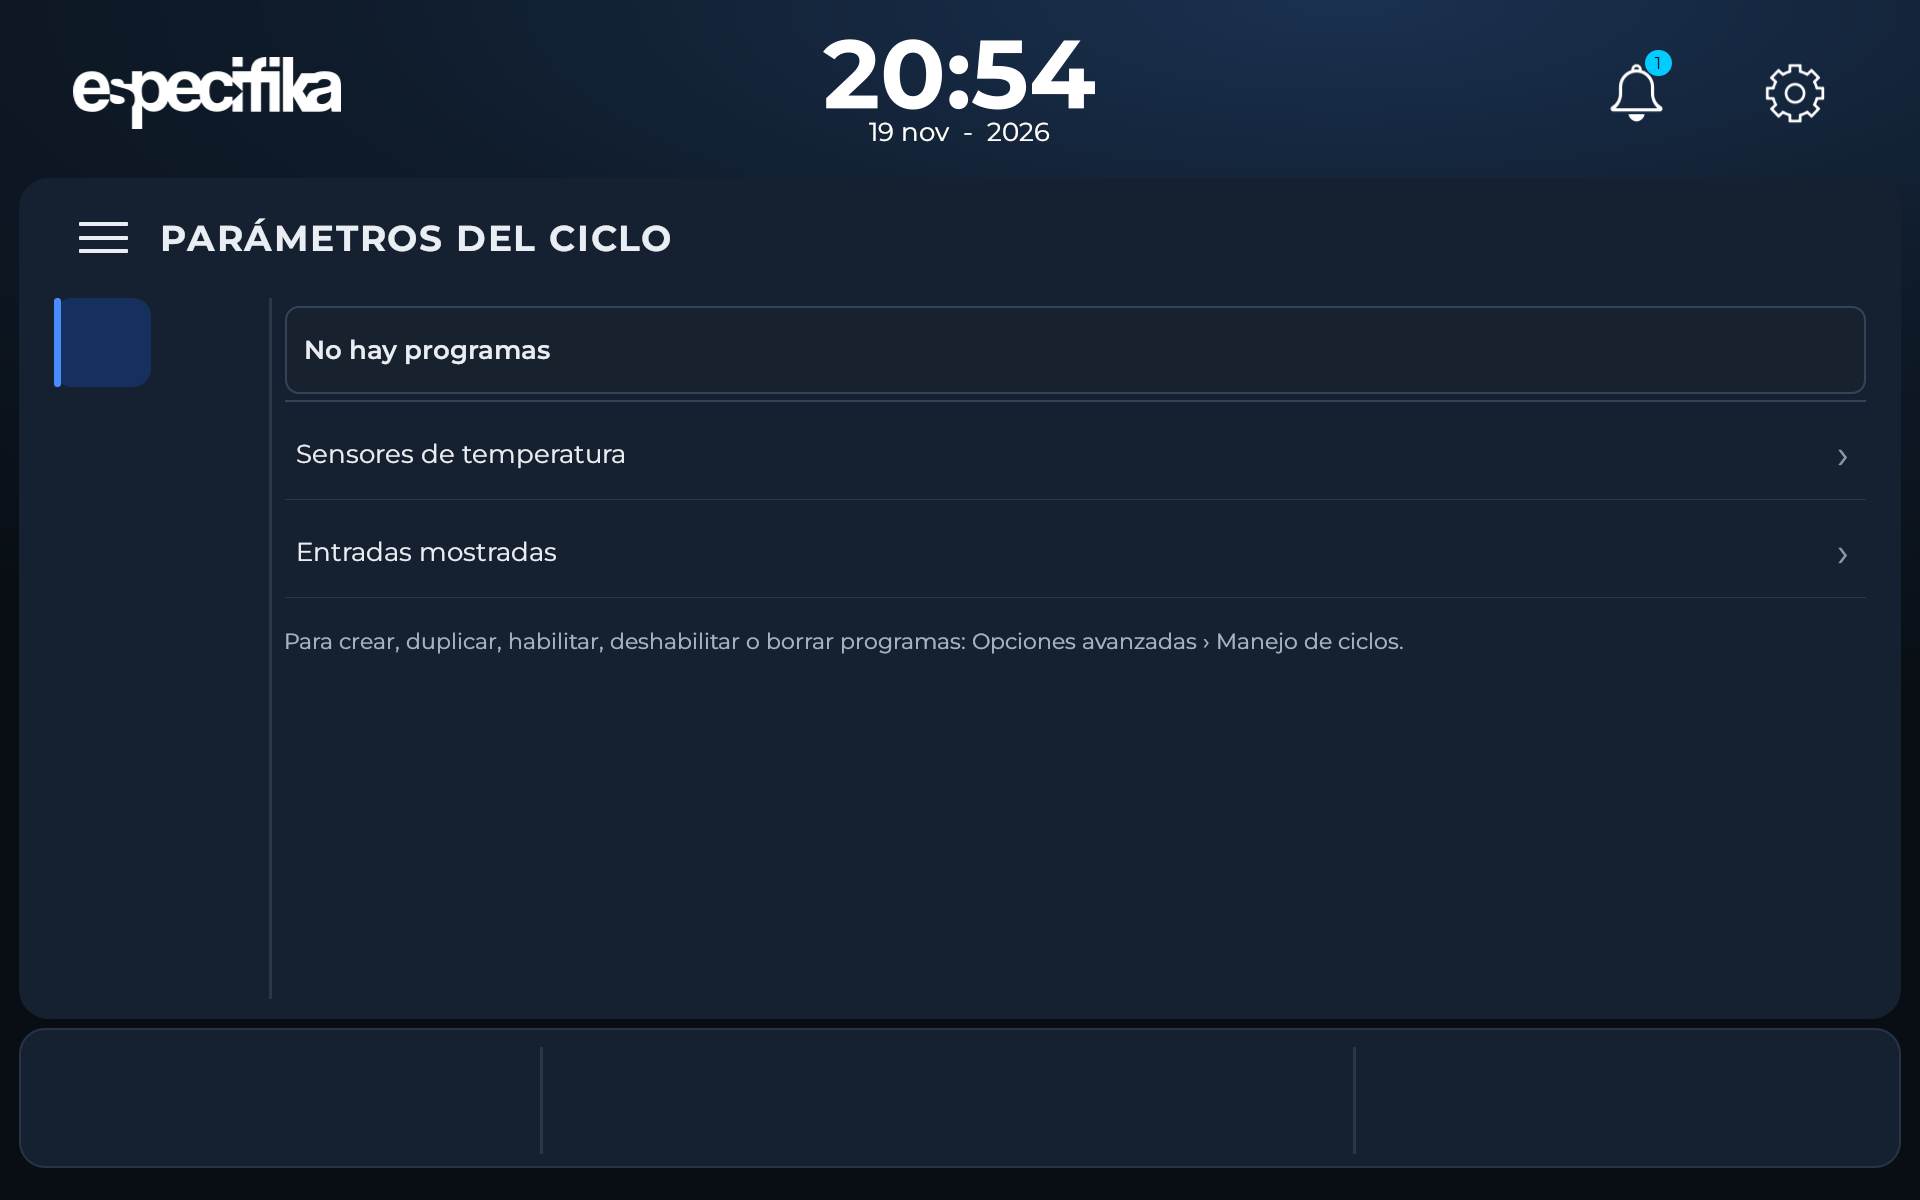 especifika
20:54
19 nov - 2026
1
PARÁMETROS DEL CICLO
No hay programas
Sensores de temperatura
›
Entradas mostradas
›
Para crear, duplicar, habilitar, deshabilitar o borrar programas: Opciones avanzadas › Manejo de ciclos.